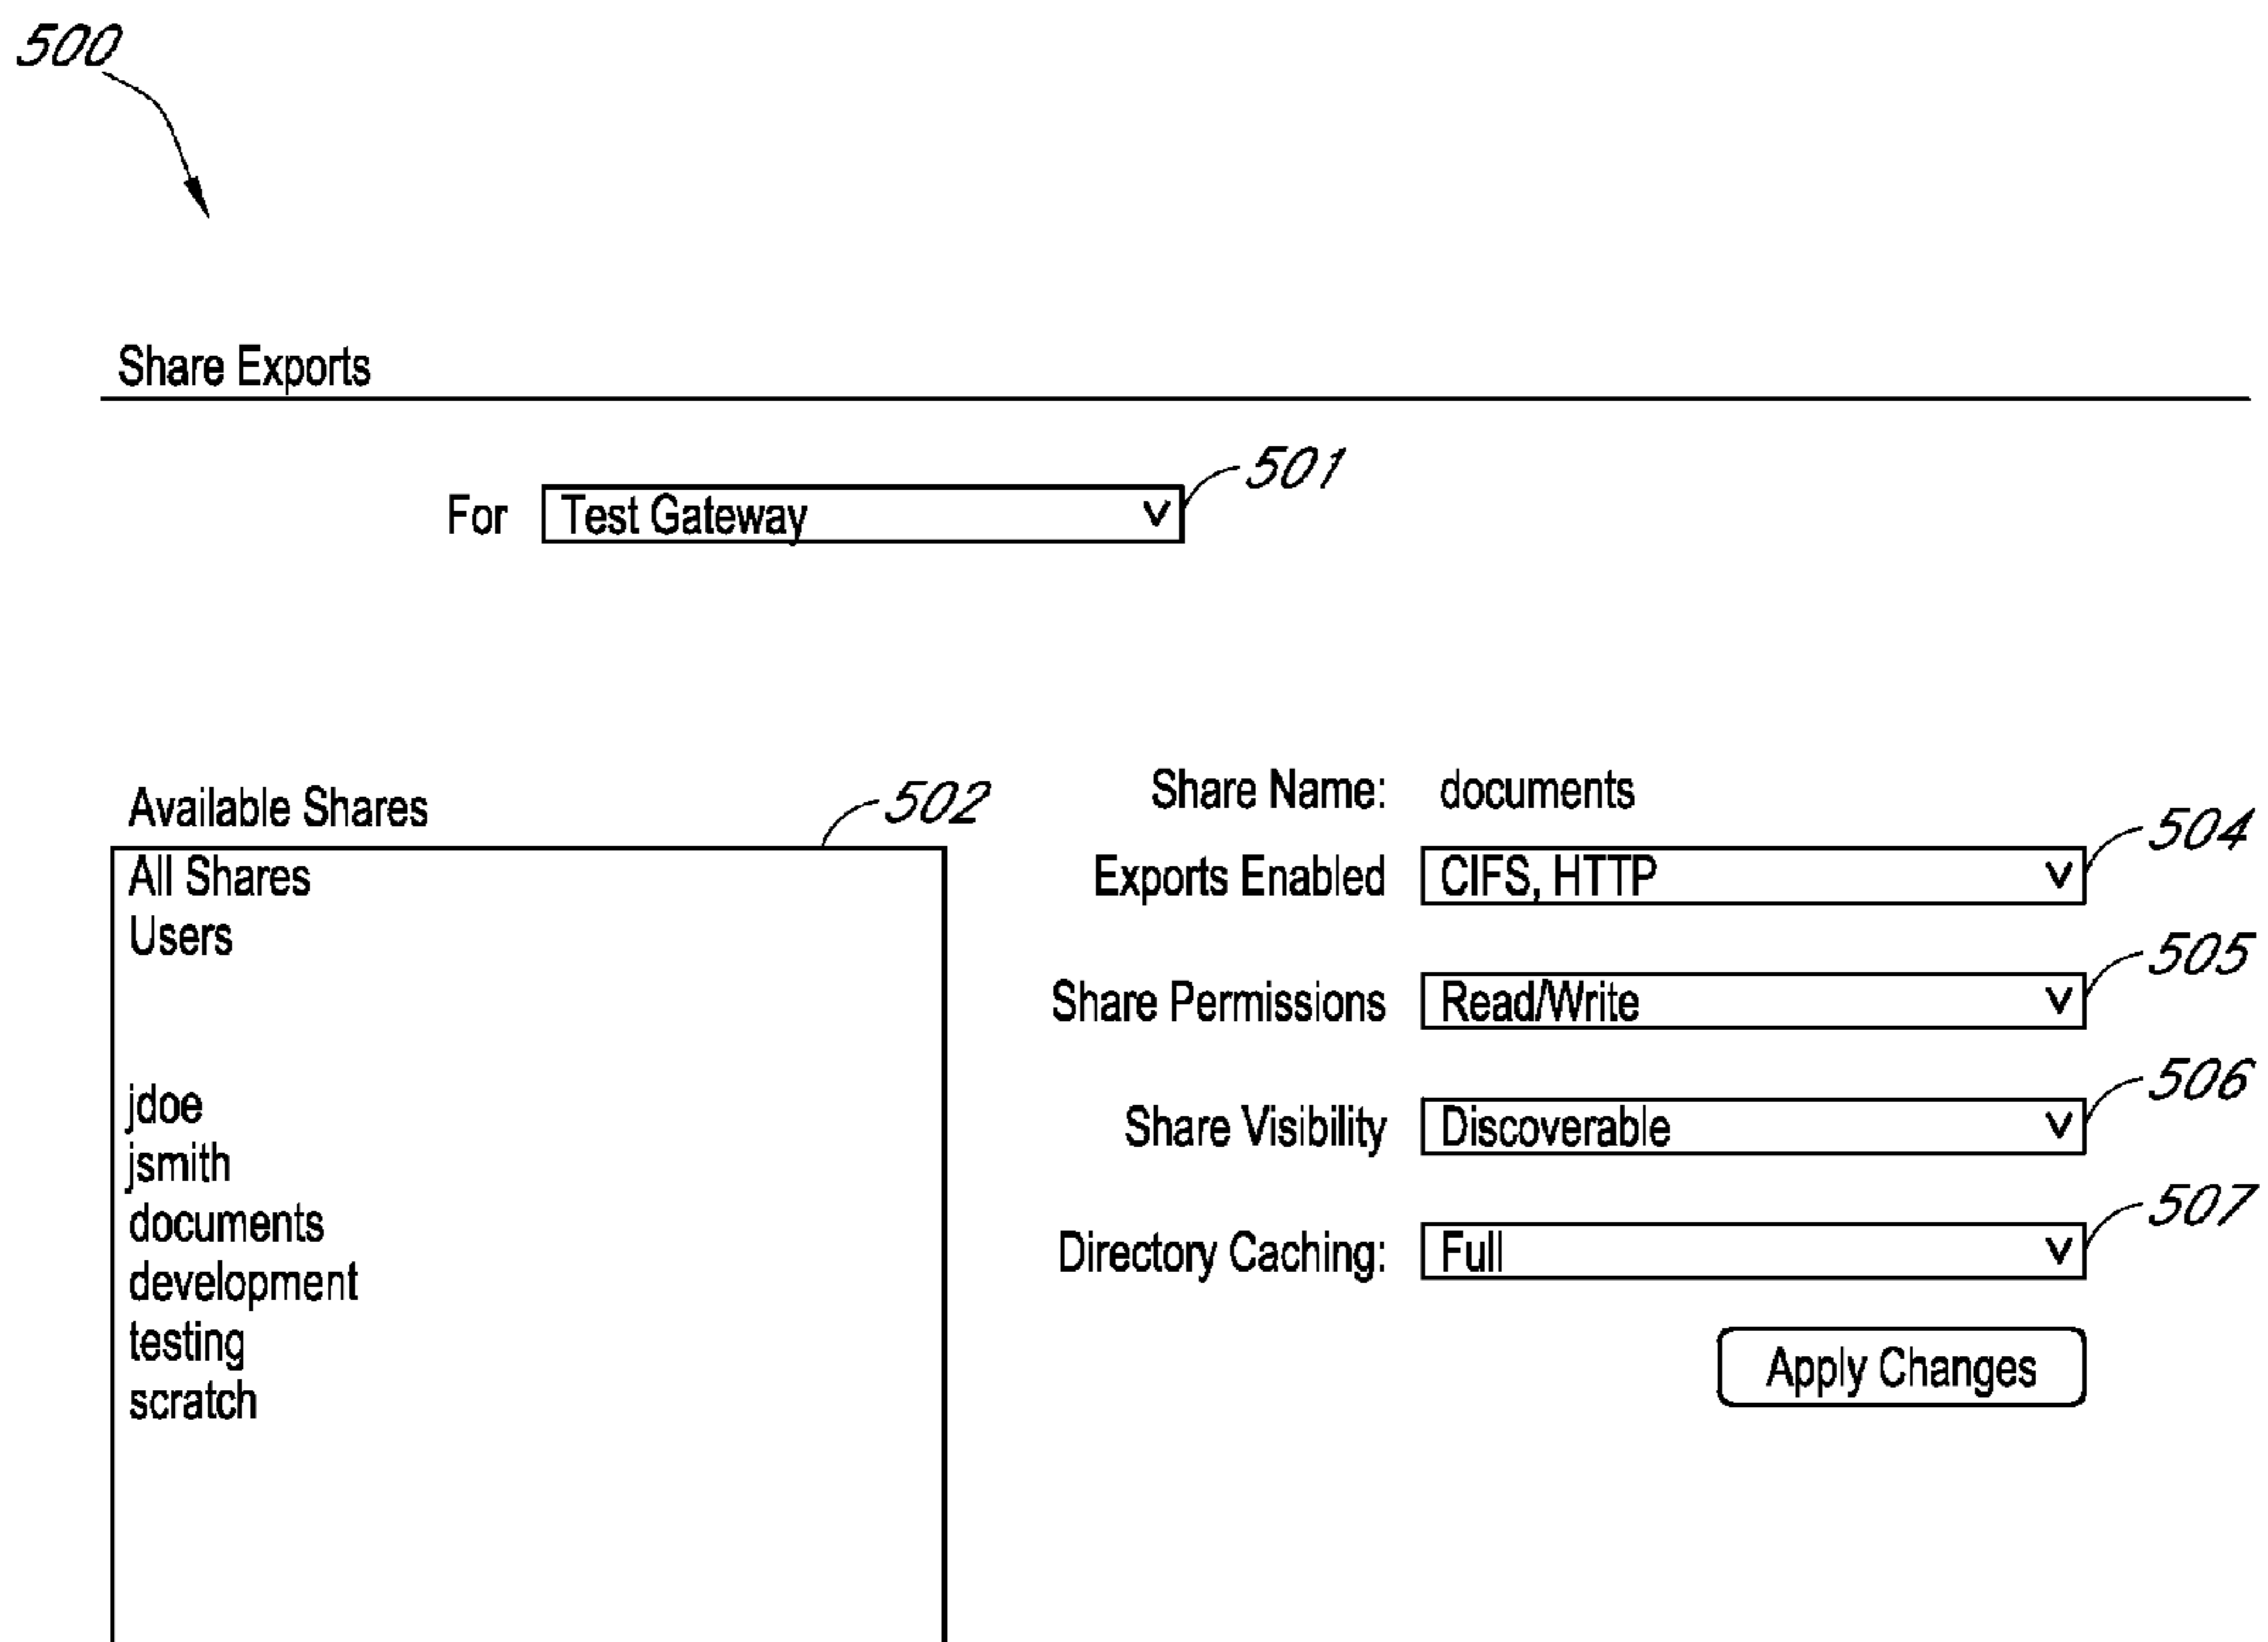 500
Share Exports
For Test Gateway v 501
Available Shares 502
All Shares
Users
jdoe
jsmith
documents
development
testing
scratch
Share Name: documents
Exports Enabled CIFS, HTTP v 504
Share Permissions Read/Write v 505
Share Visibility Discoverable v 506
Directory Caching: Full v 507
Apply Changes